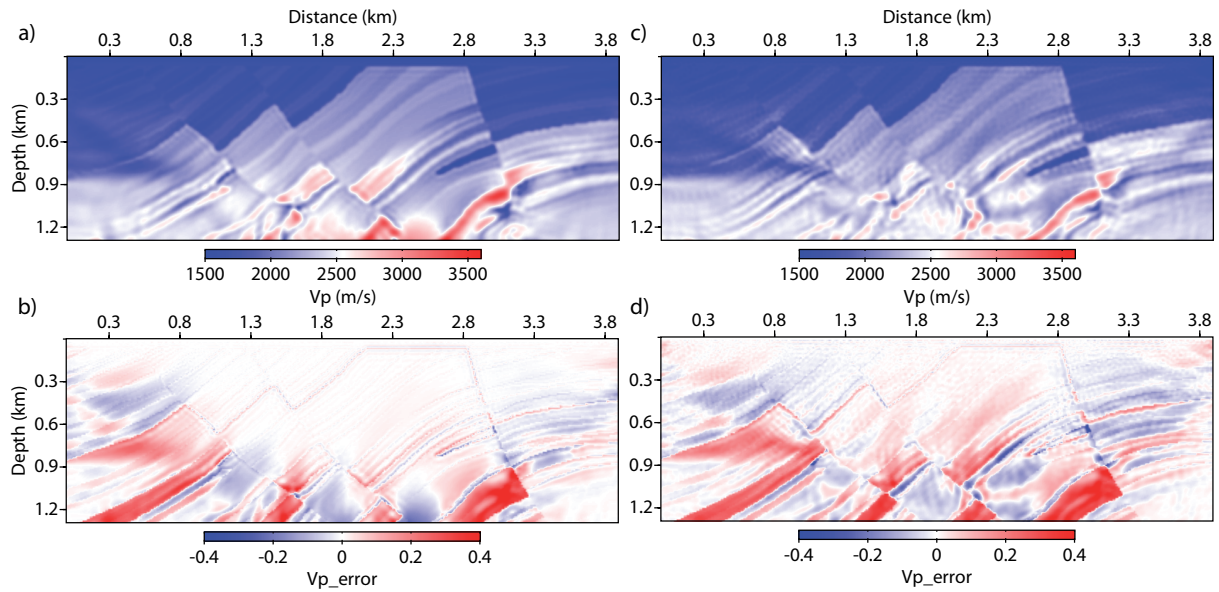 Distance (km)
a)
0.3 0.8 1.3 1.8 2.3 2.8 3.3 3.8
Depth (km)
0.3
0.6
0.9
1.2
1500 2000 2500 3000 3500
Vp (m/s)
b)
0.3 0.8 1.3 1.8 2.3 2.8 3.3 3.8
Depth (km)
0.3
0.6
0.9
1.2
-0.4 -0.2 0 0.2 0.4
Vp_error
Distance (km)
c)
0.3 0.8 1.3 1.8 2.3 2.8 3.3 3.8
0.3
0.6
0.9
1.2
1500 2000 2500 3000 3500
Vp (m/s)
d)
0.3 0.8 1.3 1.8 2.3 2.8 3.3 3.8
0.3
0.6
0.9
1.2
-0.4 -0.2 0 0.2 0.4
Vp_error